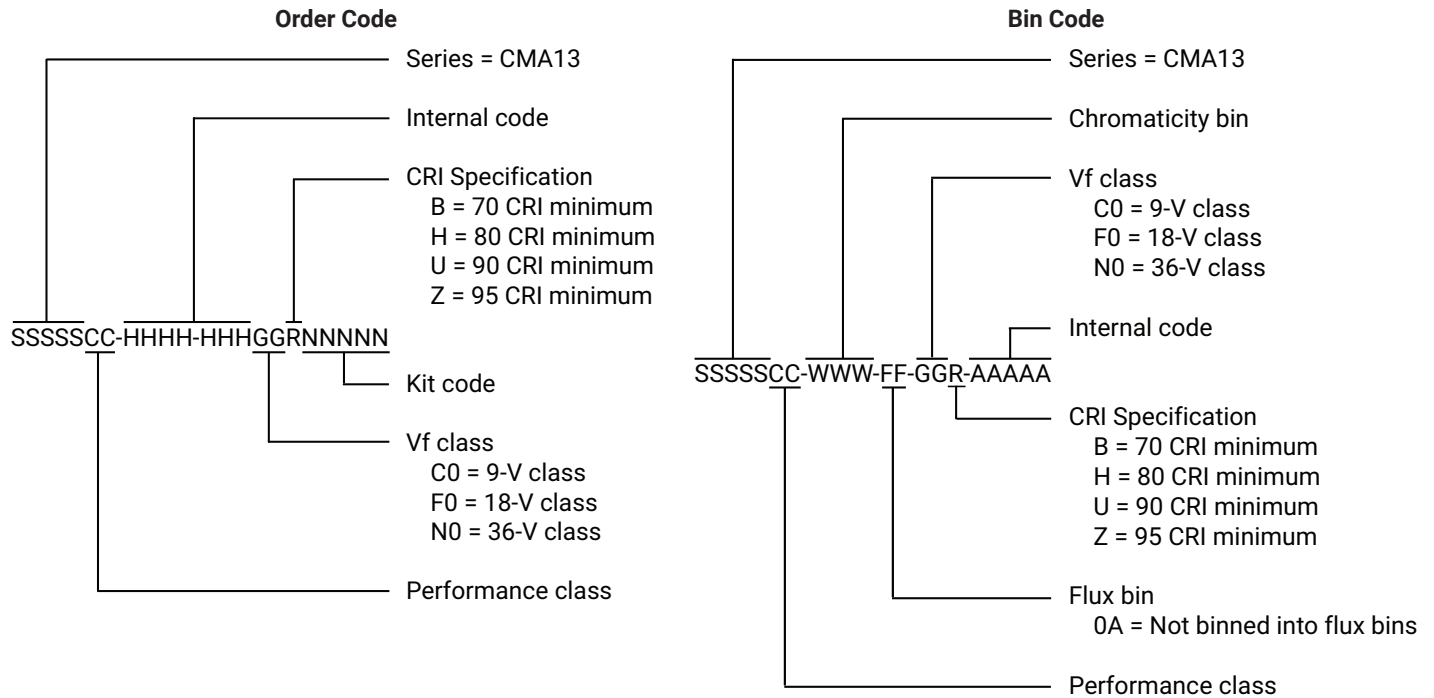 Order Code
Series = CMA13
Internal code
CRI Specification
B = 70 CRI minimum
H = 80 CRI minimum
U = 90 CRI minimum
Z = 95 CRI minimum
SSSSSCC-HHHH-HHHGGRNNNNN
Kit code
Vf class
C0 = 9-V class
F0 = 18-V class
N0 = 36-V class
Performance class
Bin Code
Series = CMA13
Chromaticity bin
Vf class
C0 = 9-V class
F0 = 18-V class
N0 = 36-V class
Internal code
SSSSSCC-WWW-FF-GGR-AAAAA
CRI Specification
B = 70 CRI minimum
H = 80 CRI minimum
U = 90 CRI minimum
Z = 95 CRI minimum
Flux bin
0A = Not binned into flux bins
Performance class